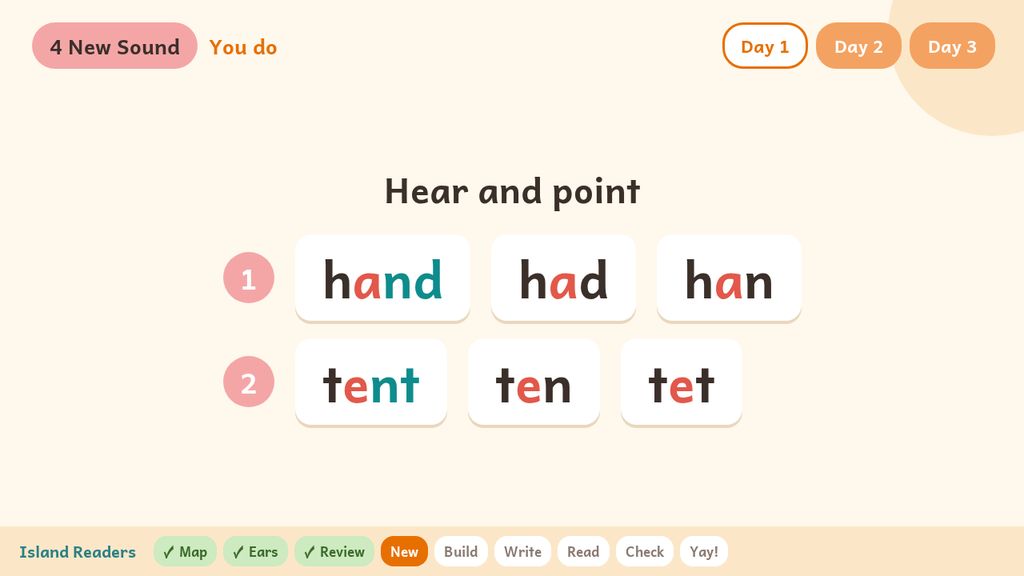 4 New Sound You do Day 1 Day 2 Day 3
Hear and point
1 hand had han
2 tent ten tet
Island Readers ✓ Map ✓ Ears ✓ Review New Build Write Read Check Yay!